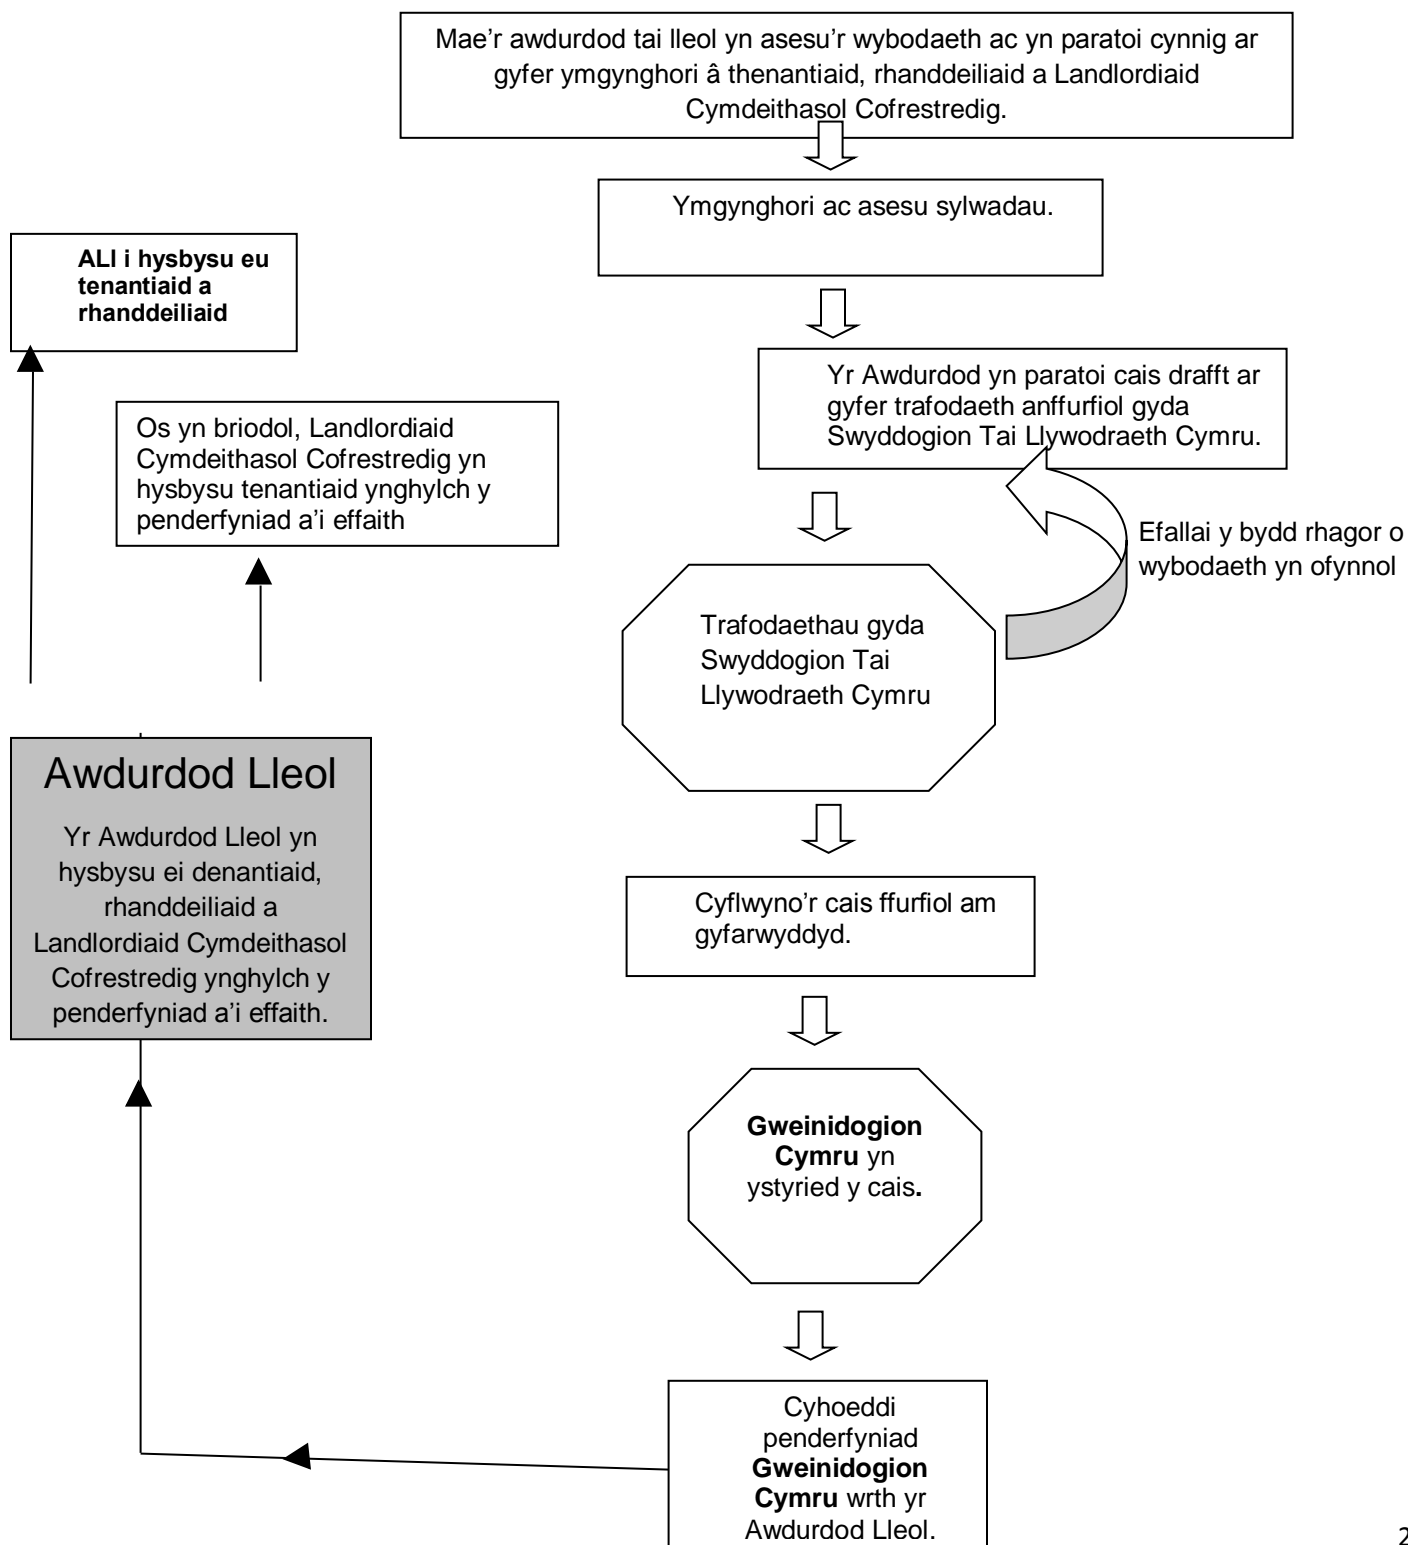 Mae'r awdurdod tai lleol yn asesu'r wybodaeth ac yn paratoi cynnig ar
gyfer ymgynghori â thenantiaid, rhanddeiliaid a Landlordiaid
Cymdeithasol Cofrestredig.
Ymgynghori ac asesu sylwadau.
ALl i hysbysu eu
tenantiaid a
rhanddeiliaid
Yr Awdurdod yn paratoi cais drafft ar
gyfer trafodaeth anffurfiol gyda
Swyddogion Tai Llywodraeth Cymru.
Os yn briodol, Landlordiaid
Cymdeithasol Cofrestredig yn
hysbysu tenantiaid ynghylch y
penderfyniad a'i effaith
Efallai y bydd rhagor o
wybodaeth yn ofynnol
Trafodaethau gyda
Swyddogion Tai
Llywodraeth Cymru
Awdurdod Lleol
Yr Awdurdod Lleol yn
hysbysu ei denantiaid,
rhanddeiliaid a
Landlordiaid Cymdeithasol
Cofrestredig ynghylch y
penderfyniad a'i effaith.
Cyflwyno'r cais ffurfiol am
gyfarwyddyd.
Gweinidogion
Cymru yn
ystyried y cais.
Cyhoeddi
penderfyniad
Gweinidogion
Cymru wrth yr
Awdurdod Lleol.
2